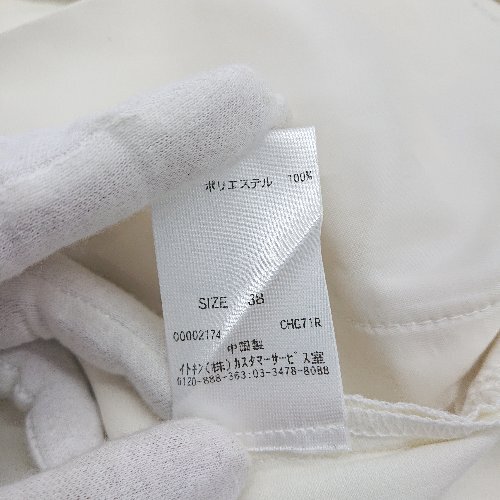 ポリエステル 100%
SIZE 38
00002174 CHC71R
中国製
イトキン(株)カスタマーサービス室
0120-888-363:03-3478-8088